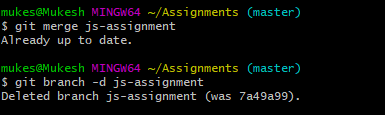 mukes@Mukesh MINGW64 ~/Assignments (master)
$ git merge js-assignment
Already up to date.
mukes@Mukesh MINGW64 ~/Assignments (master)
$ git branch -d js-assignment
Deleted branch js-assignment (was 7a49a99).